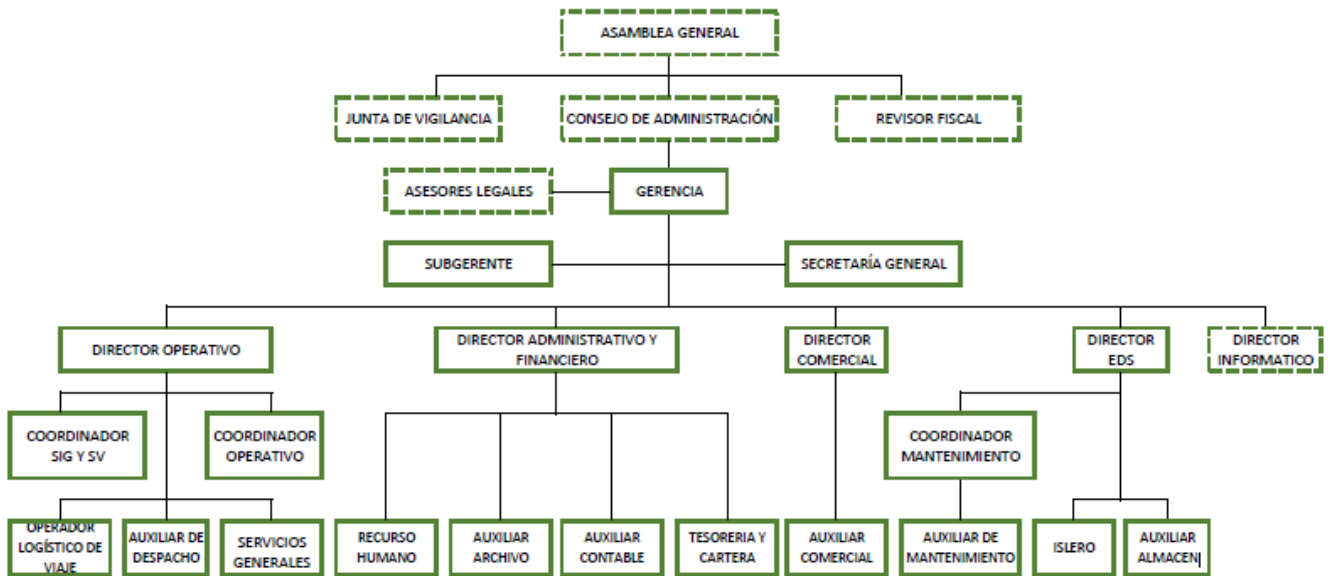 ASAMBLEA GENERAL
JUNTA DE VIGILANCIA
CONSEJO DE ADMINISTRACIÓN
REVISOR FISCAL
ASESORES LEGALES
GERENCIA
SUBGERENTE
SECRETARÍA GENERAL
DIRECTOR OPERATIVO
DIRECTOR ADMINISTRATIVO Y
FINANCIERO
DIRECTOR
COMERCIAL
DIRECTOR
EDS
DIRECTOR
INFORMATICO
COORDINADOR
SIG Y SV
COORDINADOR
OPERATIVO
COORDINADOR
MANTENIMIENTO
OPERADOR
LOGÍSTICO DE
VIAJE
AUXILIAR DE
DESPACHO
SERVICIOS
GENERALES
RECURSO
HUMANO
AUXILIAR
ARCHIVO
AUXILIAR
CONTABLE
TESORERIA Y
CARTERA
AUXILIAR
COMERCIAL
AUXILIAR DE
MANTENIMIENTO
ISLERO
AUXILIAR
ALMACEN